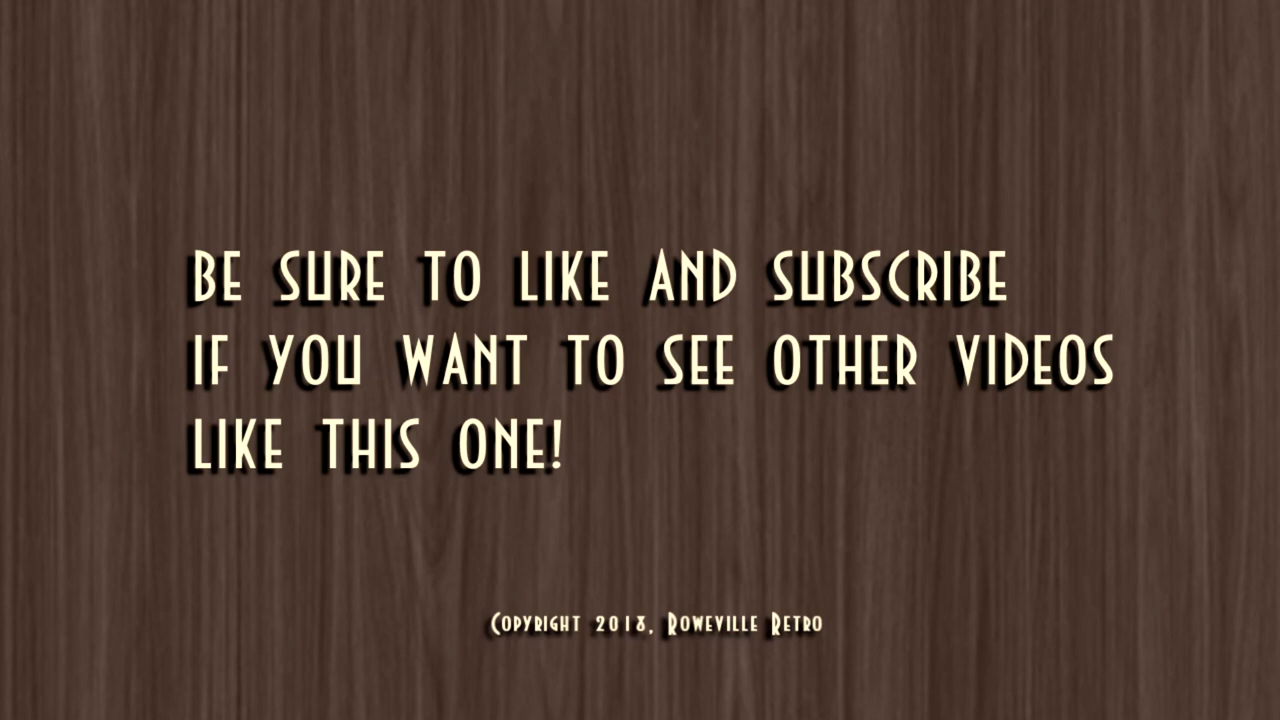 BE SURE TO LIKE AND SUBSCRIBE
IF YOU WANT TO SEE OTHER VIDEOS
LIKE THIS ONE!
Copyright 2018, Roweville Retro